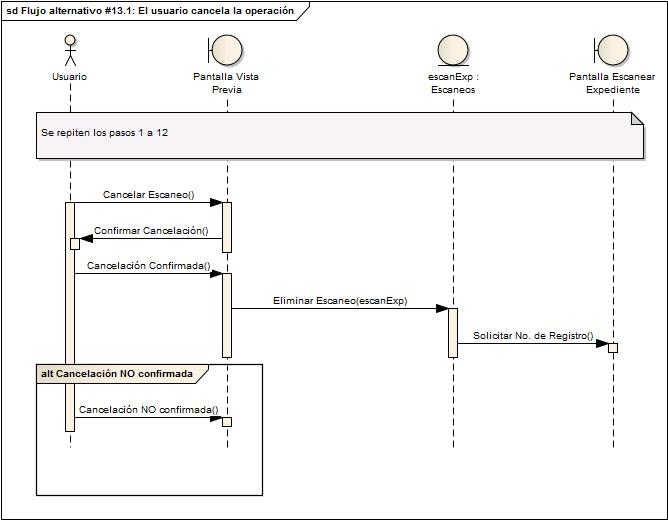 sd Flujo alternativo #13.1: El usuario cancela la operación
Usuario
Pantalla Vista
Previa
escanExp :
Escaneos
Pantalla Escanear
Expediente
Se repiten los pasos 1 a 12
Cancelar Escaneo()
Confirmar Cancelación()
Cancelación Confirmada()
Eliminar Escaneo(escanExp)
Solicitar No. de Registro()
alt Cancelación NO confirmada
Cancelación NO confirmada()